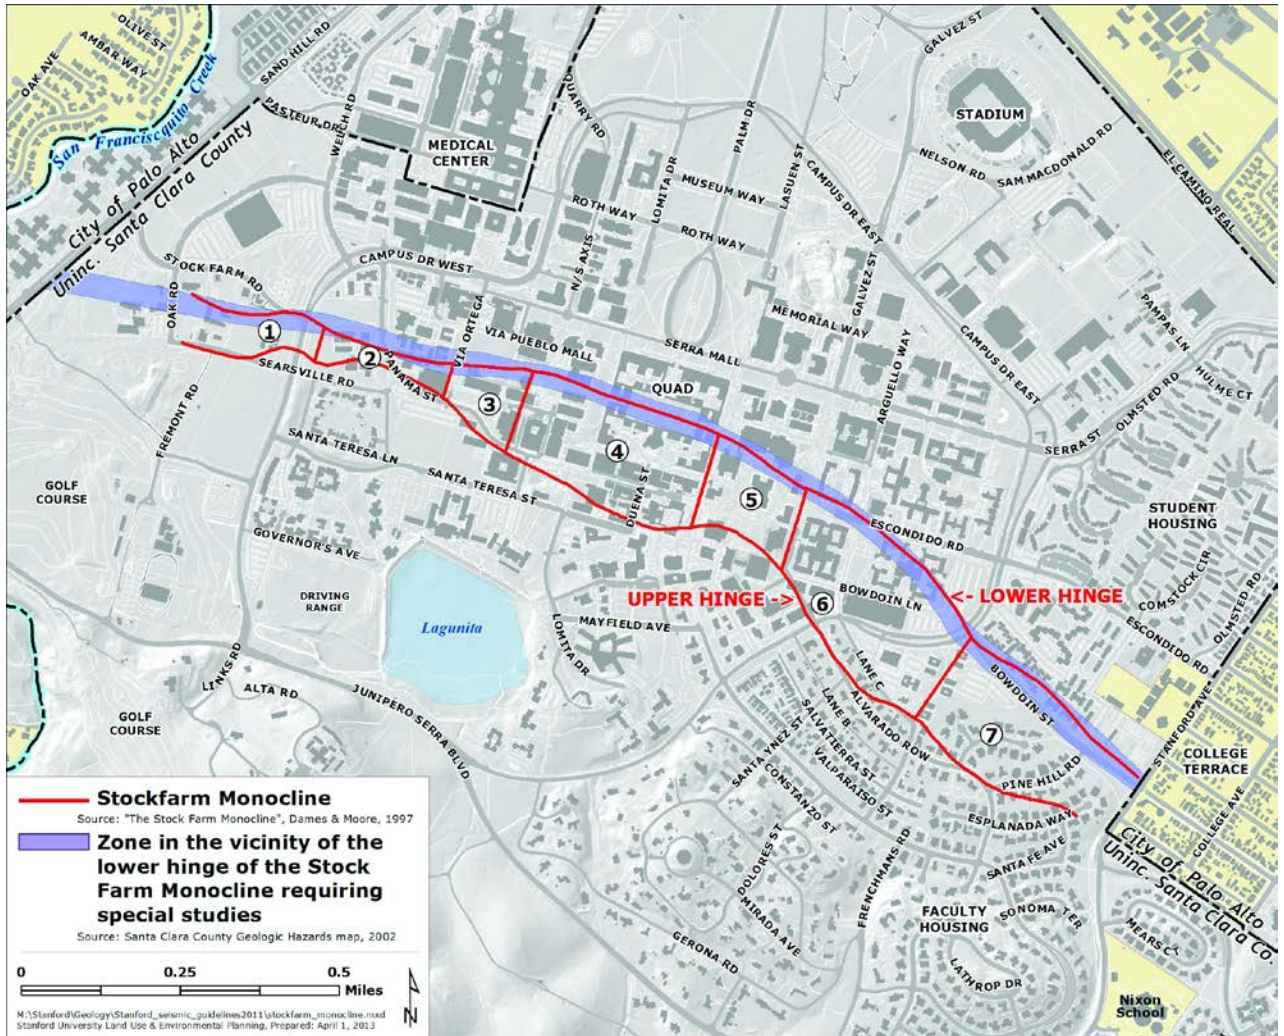 OLIVE ST
AMBAR WAY
OAK AVE
SAND HILL RD
San Francisquito Creek
PASTEUR DR
WELCH RD
QUARRY RD
MEDICAL
CENTER
GALVEZ ST
STADIUM
PALM DR
LASUEN ST
LOMITA DR
MUSEUM WAY
NELSON RD
SAM MACDONALD RD
EL CAMINO REAL
City of Palo Alto
Uninc. Santa Clara County
ROTH WAY
ROTH WAY
CAMPUS DR EAST
N/S AXIS
CAMPUS DR WEST
STOCK FARM RD
OAK RD
VIA ORTEGA
VIA PUEBLO MALL
SERRA MALL
MEMORIAL WAY
GALVEZ ST
ARGUELLO WAY
CAMPUS DR EAST
PAMPAS LN
HULME CT
OLMSTED RD
SERRA ST
1
2
PANAMA ST
SEARSVILLE RD
3
QUAD
FREMONT RD
SANTA TERESA LN
SANTA TERESA ST
4
DUENA ST
5
ESCONDIDO RD
GOLF
COURSE
GOVERNOR'S AVE
STUDENT
HOUSING
COMSTOCK CIR
OLMSTED RD
DRIVING
RANGE
Lagunita
UPPER HINGE ->
6
BOWDOIN LN
<- LOWER HINGE
ESCONDIDO RD
MAYFIELD AVE
LOMITA DR
LINKS RD
ALTA RD
JUNIPERO SERRA BLVD
GOLF
COURSE
LANE C
LANE B
ALVARADO ROW
SALVATIERRA ST
VALPARAISO ST
SANTA YNEZ ST
CONSTANZO ST
BOWDOIN ST
7
PINE HILL RD
STANFORD AVE
COLLEGE
TERRACE
COLLEGE AVE
ESPLANADA WAY
SANTA FE AVE
DOLORES ST
MIRADA AVE
FRENCHMANS RD
GERONA RD
FACULTY
HOUSING
SONOMA TER
LATHROP DR
City of Palo Alto
Uninc. Santa Clara Co.
MEARS CT
Nixon
School
Stockfarm Monocline
Source: "The Stock Farm Monocline", Dames & Moore, 1997
Zone in the vicinity of the
lower hinge of the Stock
Farm Monocline requiring
special studies
Source: Santa Clara County Geologic Hazards map, 2002
0 0.25 0.5
Miles
N
M:\Stanford\Geology\Stanford_seismic_guidelines2011\stockfarm_monocline.mxd
Stanford University Land Use & Environmental Planning, Prepared: April 1, 2013